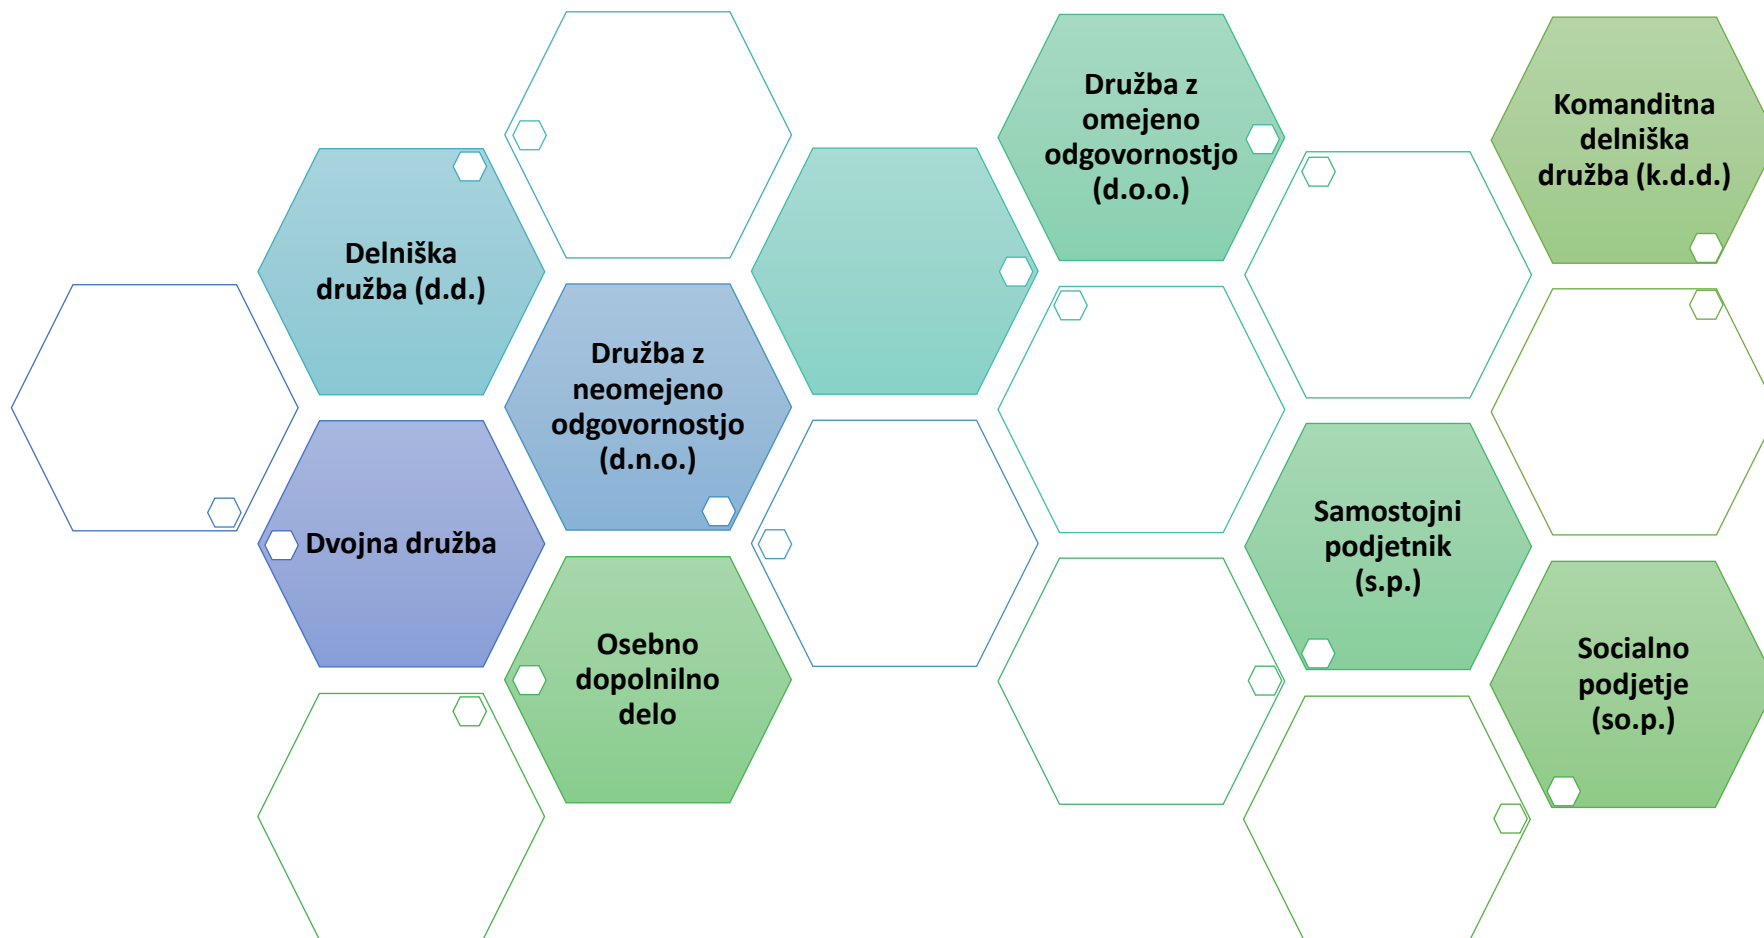 Družba z
omejeno
odgovornostjo
(d.o.o.)
Komanditna
delniška
družba (k.d.d.)
Delniška
družba (d.d.)
Družba z
neomejeno
odgovornostjo
(d.n.o.)
Dvojna družba
Samostojni
podjetnik
(s.p.)
Osebno
dopolnilno
delo
Socialno
podjetje
(so.p.)